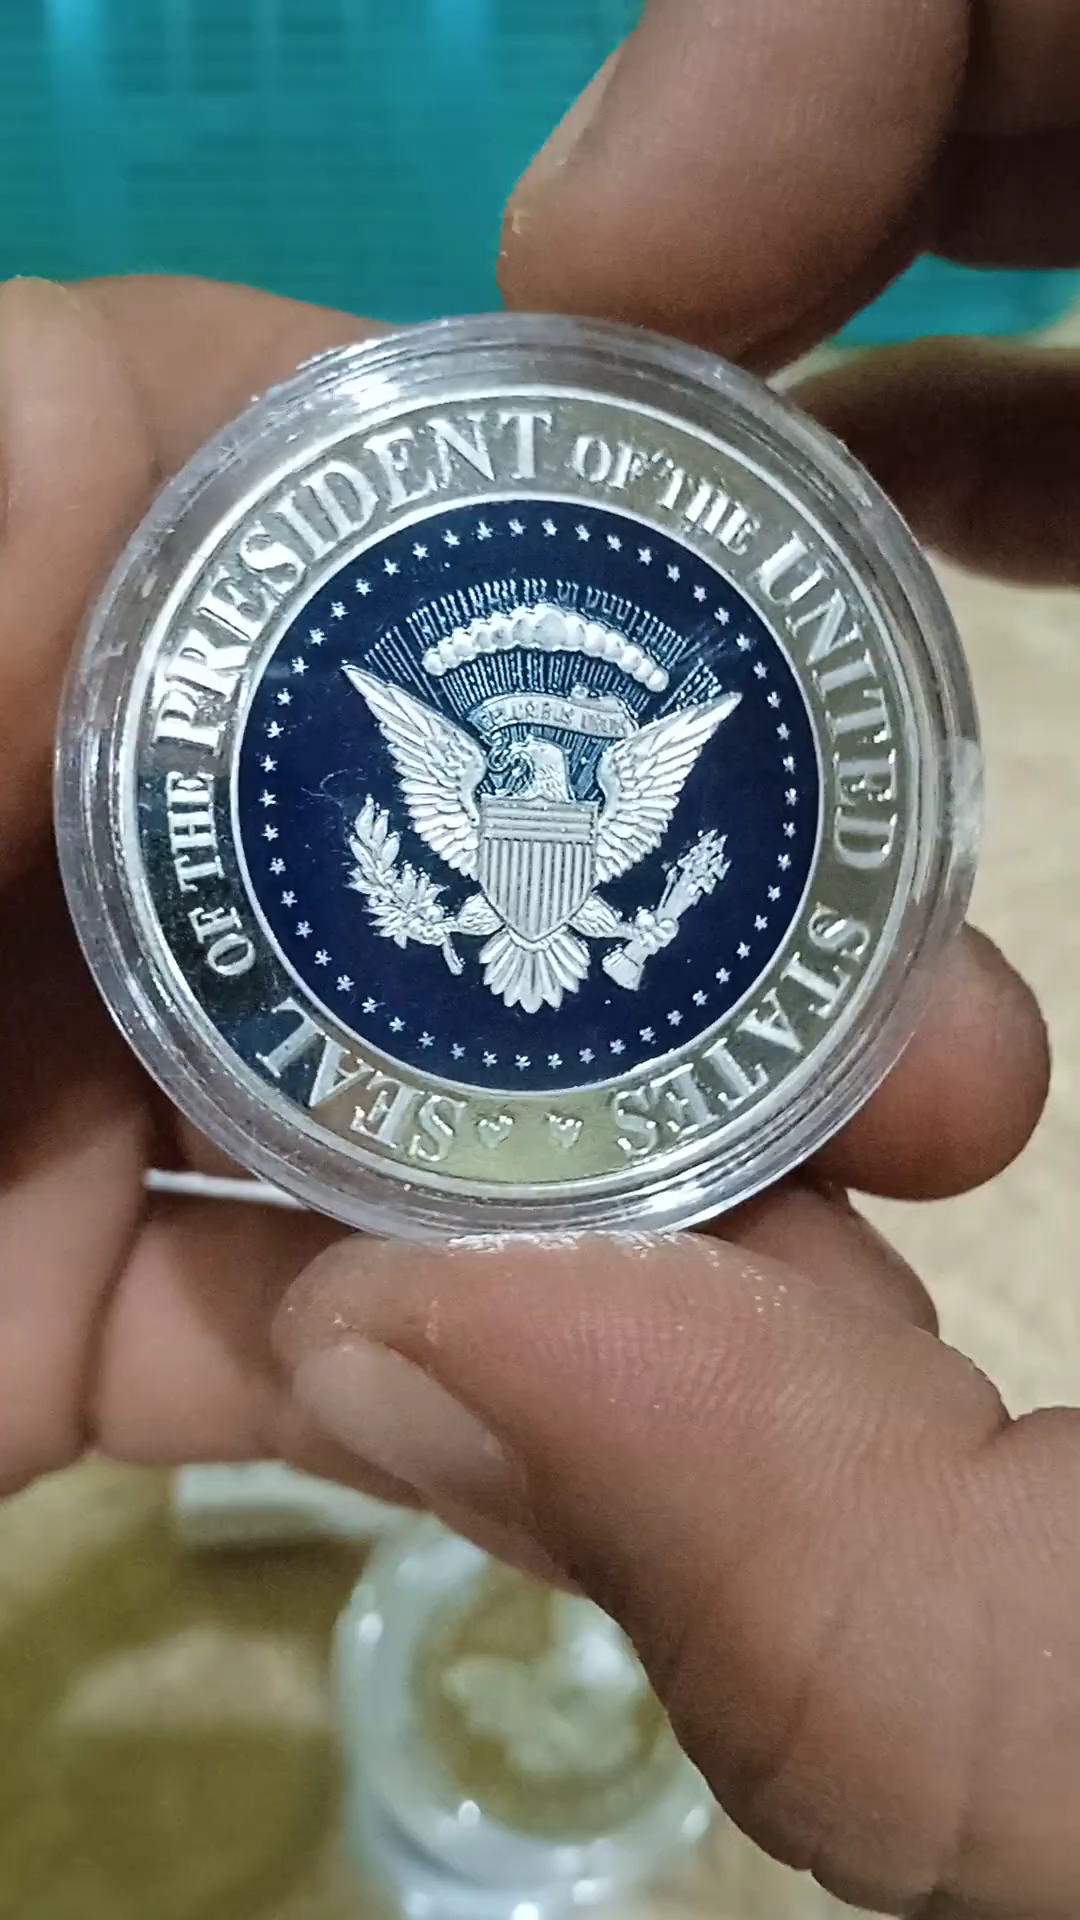 SEAL OF THE PRESIDENT OF THE UNITED STATES